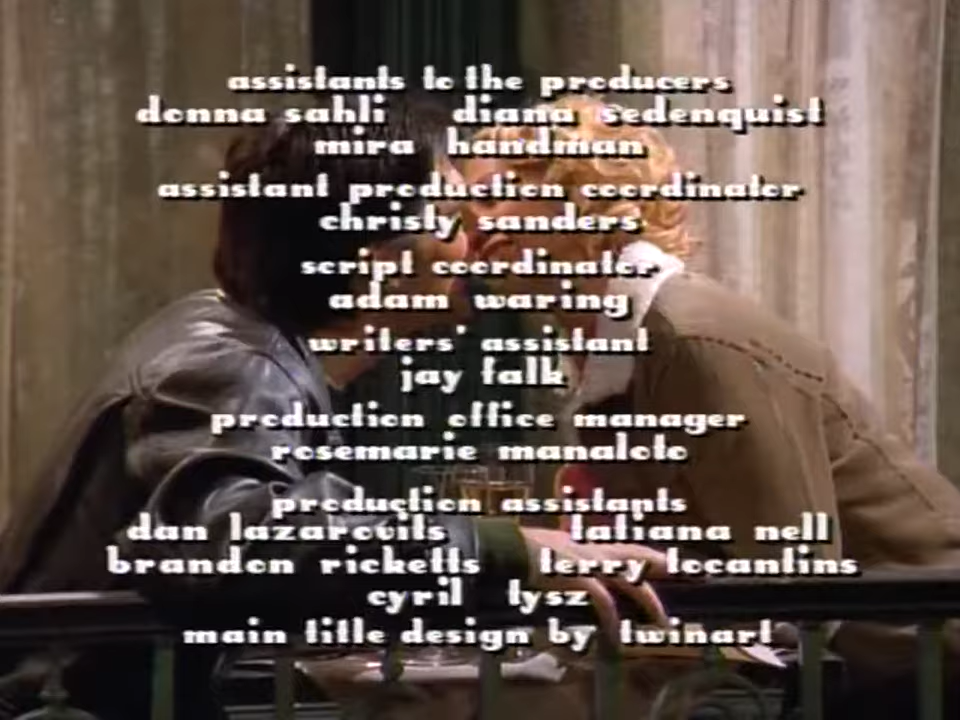 assistants to the producers
donna sahli diana sedenquist
mira handman
assistant production coordinator
christy sanders
script coordinator
adam waring
writers' assistant
jay falk
production office manager
rosemarie manaloto
production assistants
dan lazarovits tatiana nell
brandon ricketts terry tocantins
cyril tysz
main title design by twinart